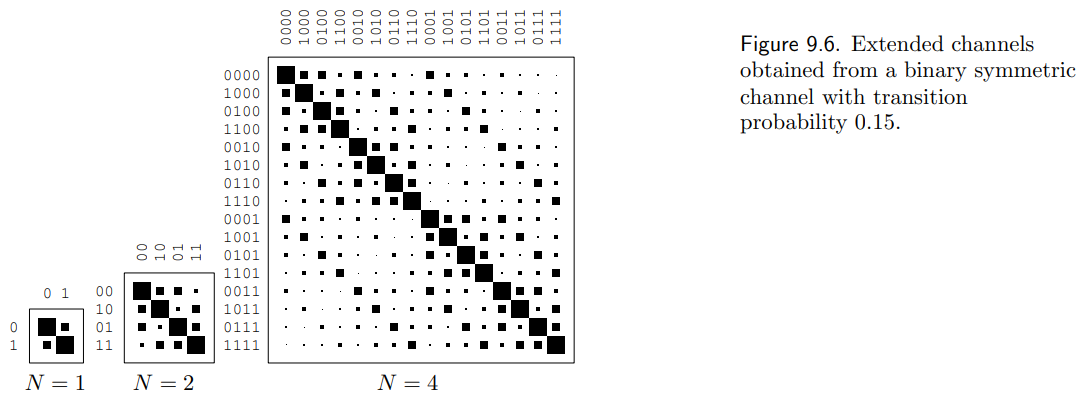 0000 1000 0100 1100 0010 1010 0110 1110 0001 1001 0101 1101 0011 1011 0111 1111
0000
1000
0100
1100
0010
1010
0110
1110
0001
1001
0101
1101
0011
1011
0111
1111
00 10 01 11
00
10
01
11
0 1
0
1
N = 1
N = 2
N = 4
Figure 9.6. Extended channels
obtained from a binary symmetric
channel with transition
probability 0.15.